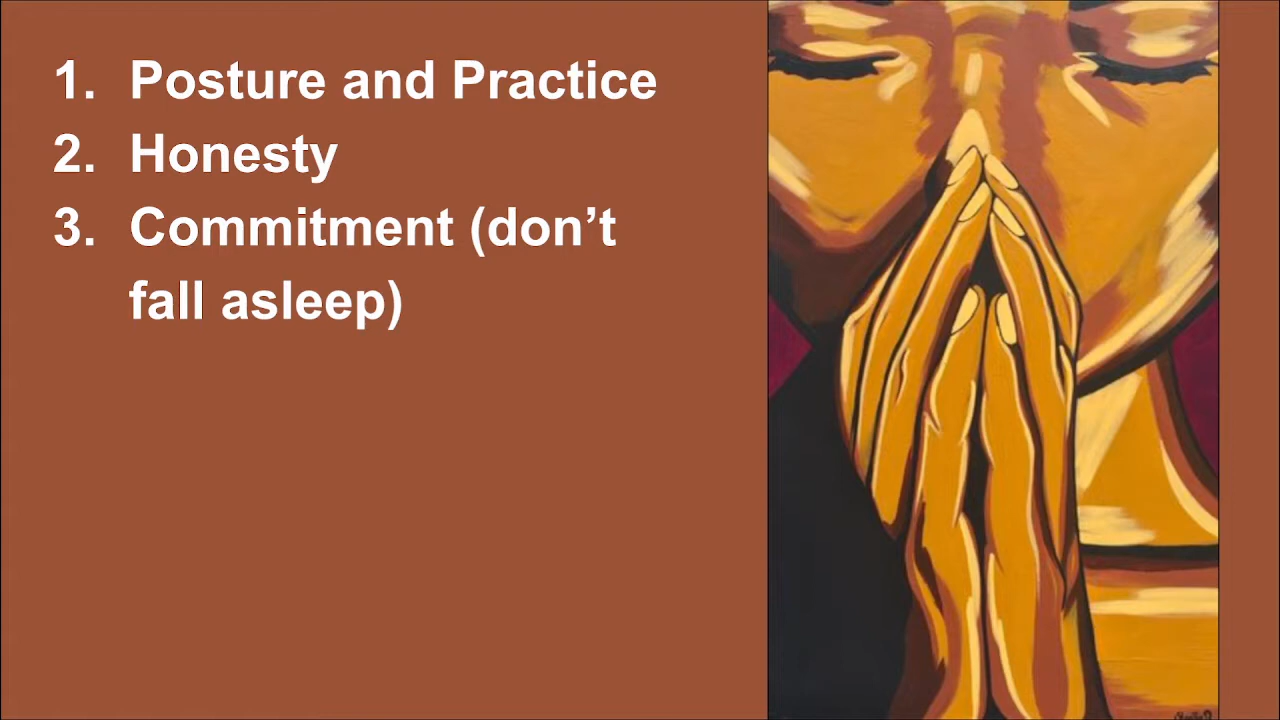 1. Posture and Practice
2. Honesty
3. Commitment (don’t
fall asleep)